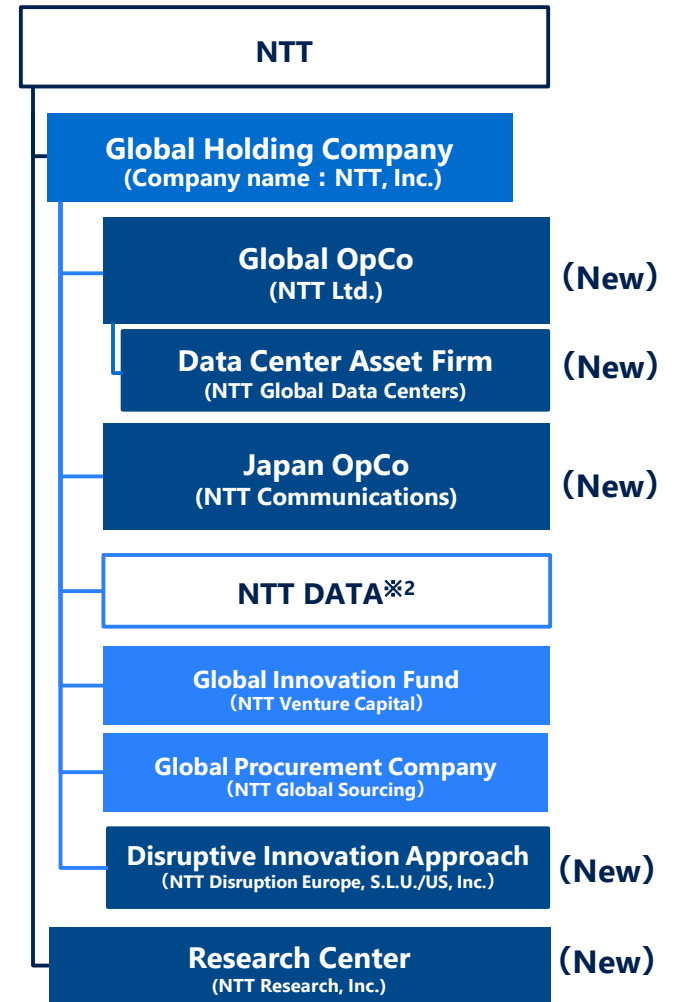 NTT
Global Holding Company
(Company name：NTT, Inc.)
Global OpCo
(NTT Ltd.)
（New）
Data Center Asset Firm
(NTT Global Data Centers)
（New）
Japan OpCo
(NTT Communications)
（New）
NTT DATA※2
Global Innovation Fund
（NTT Venture Capital）
Global Procurement Company
（NTT Global Sourcing）
Disruptive Innovation Approach
（NTT Disruption Europe, S.L.U./US, Inc.）
（New）
Research Center
(NTT Research, Inc.)
（New）